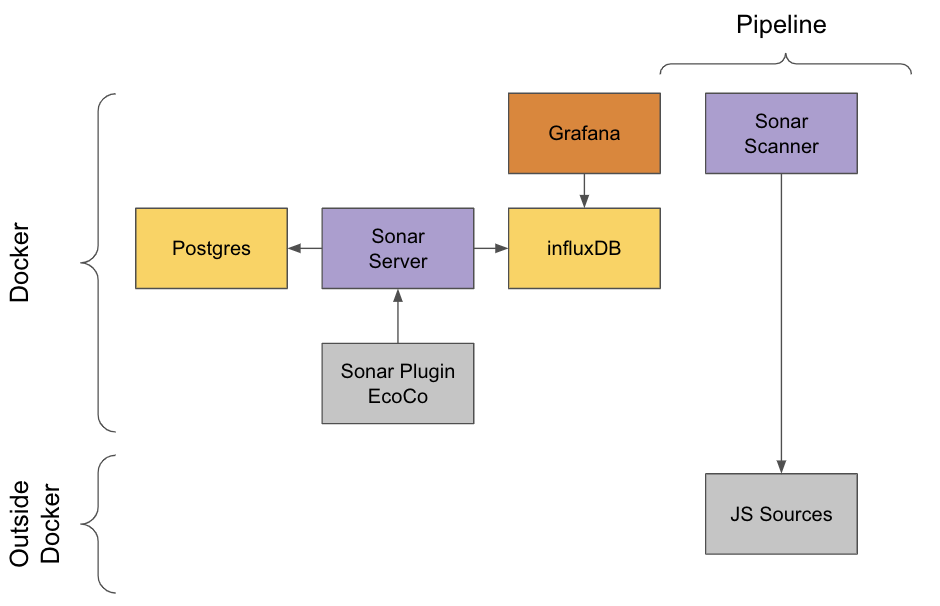 Pipeline
Grafana
Sonar
Scanner
Docker
Postgres
Sonar
Server
influxDB
Sonar Plugin
EcoCo
Outside
Docker
JS Sources